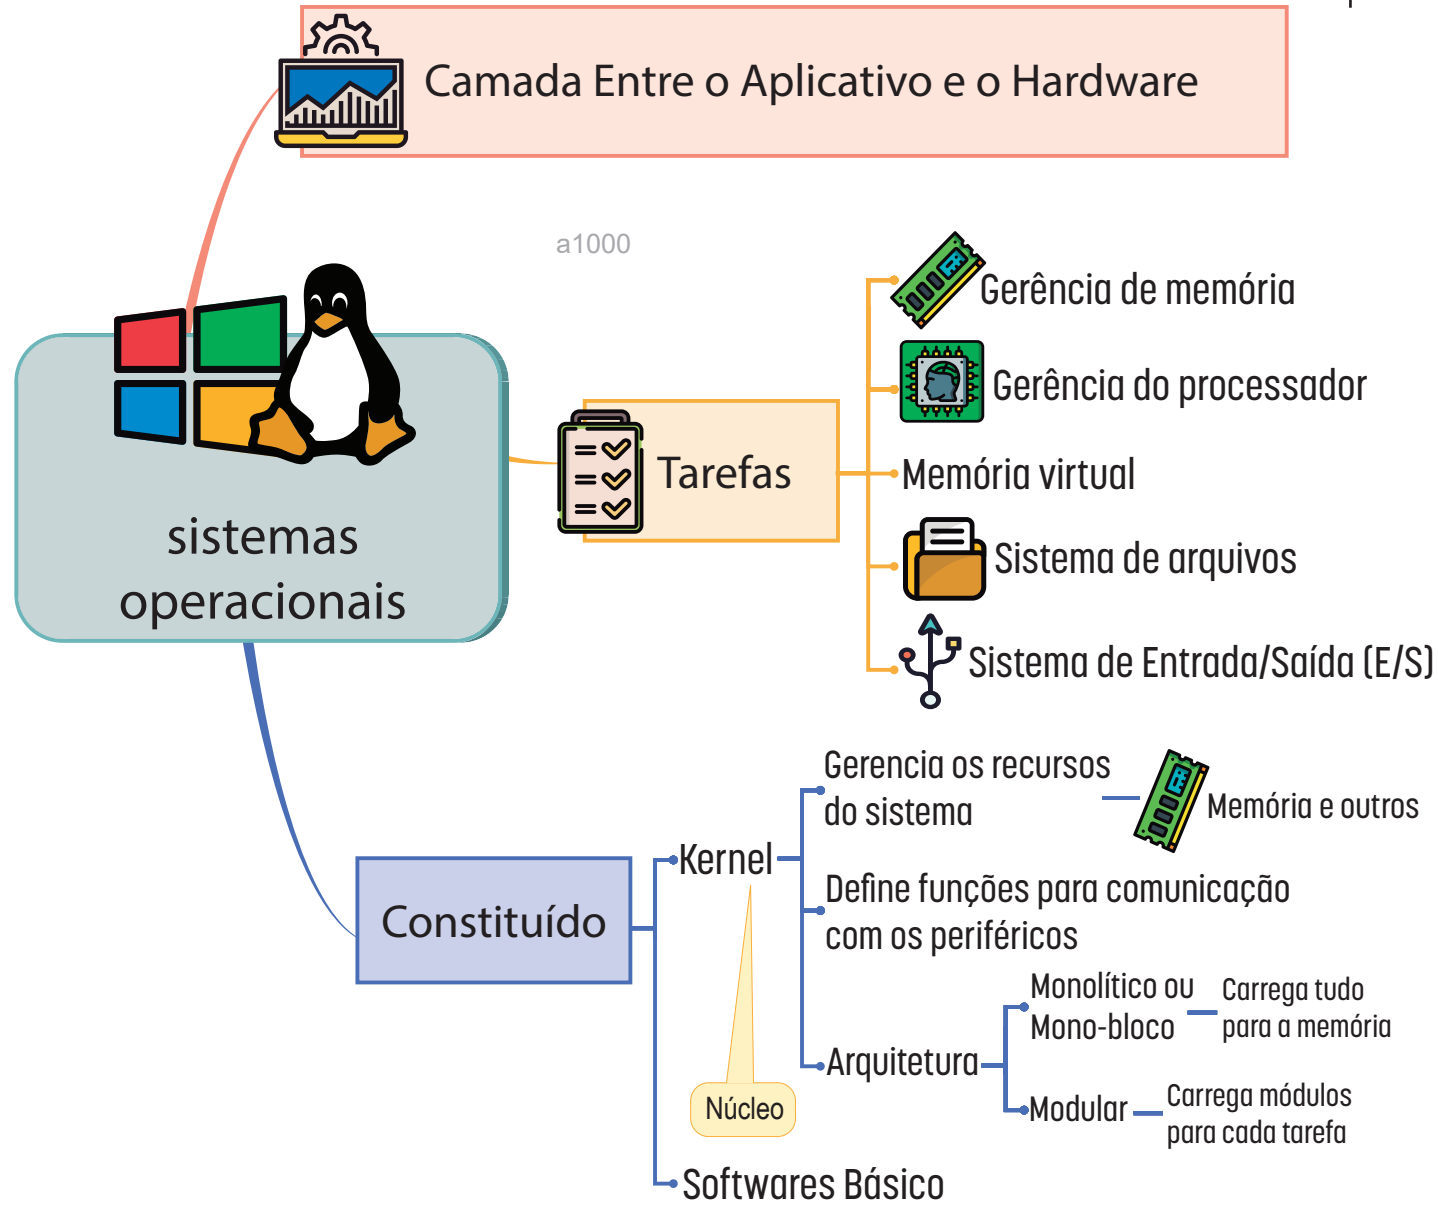 Camada Entre o Aplicativo e o Hardware
a1000
sistemas
operacionais
Tarefas
Gerência de memória
Gerência do processador
Memória virtual
Sistema de arquivos
Sistema de Entrada/Saída (E/S)
Constituído
Kernel
Núcleo
Gerencia os recursos
do sistema
Memória e outros
Define funções para comunicação
com os periféricos
Arquitetura
Monolítico ou
Mono-bloco
Carrega tudo
para a memória
Modular
Carrega módulos
para cada tarefa
Softwares Básico